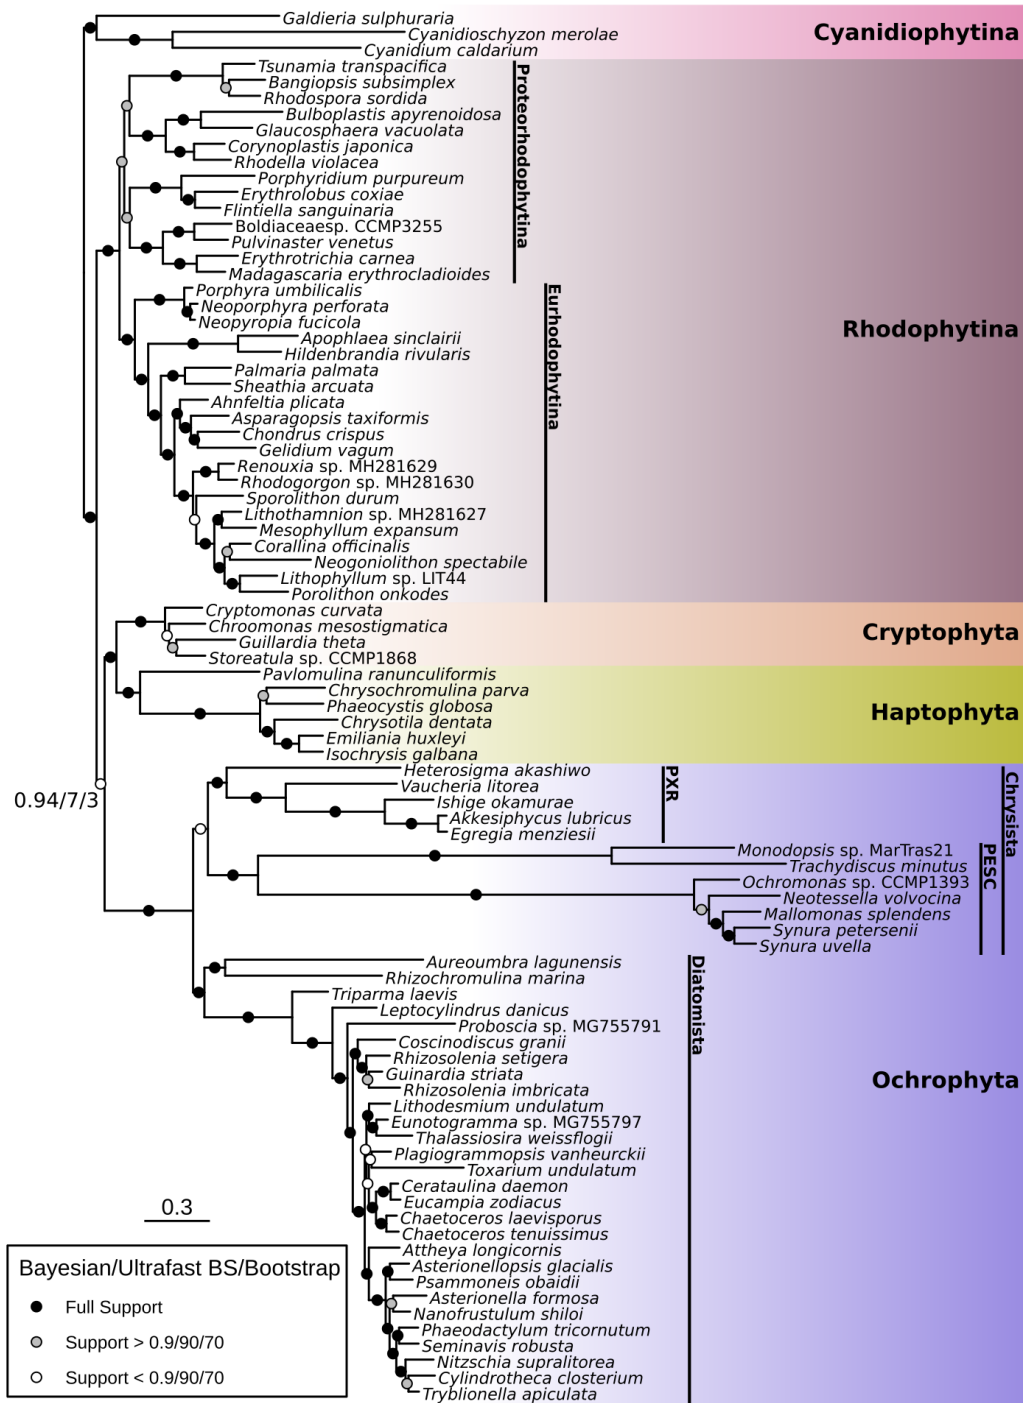 Galdieria sulphuraria
Cyanidioschyzon merolae
Cyanidium caldarium
Cyanidiophytina
Tsunamia transpacifica
Bangiopsis subsimplex
Rhodospora sordida
Bulboplastis apyrenoidosa
Glaucosphaera vacuolata
Corynoplastis japonica
Rhodella violacea
Porphyridium purpureum
Erythrolobus coxiae
Flintiella sanguinaria
Boldiaceaesp. CCMP3255
Pulvinaster venetus
Erythrotrichia carnea
Madagascaria erythrocladioides
Proteorhodophytina
Porphyra umbilicalis
Neoporphyra perforata
Neopyropia fucicola
Apophlaea sinclairii
Hildenbrandia rivularis
Palmaria palmata
Sheathia arcuata
Ahnfeltia plicata
Asparagopsis taxiformis
Chondrus crispus
Gelidium vagum
Renouxia sp. MH281629
Rhodogorgon sp. MH281630
Sporolithon durum
Lithothamnion sp. MH281627
Mesophyllum expansum
Corallina officinalis
Neogoniolithon spectabile
Lithophyllum sp. LIT44
Porolithon onkodes
Eurhodophytina
Rhodophytina
Cryptomonas curvata
Chroomonas mesostigmatica
Guillardia theta
Storeatula sp. CCMP1868
Cryptophyta
Pavlomulina ranunculiformis
Chrysochromulina parva
Phaeocystis globosa
Chrysotila dentata
Emiliania huxleyi
Isochrysis galbana
Haptophyta
0.94/7/3
Heterosigma akashiwo
Vaucheria litorea
Ishige okamurae
Akkesiphycus lubricus
Egregia menziesii
PXR
Monodopsis sp. MarTras21
Trachydiscus minutus
Ochromonas sp. CCMP1393
Neotessella volvocina
Mallomonas splendens
Synura petersenii
Synura uvella
PESC
Chrysista
Aureoumbra lagunensis
Rhizochromulina marina
Triparma laevis
Leptocylindrus danicus
Proboscia sp. MG755791
Coscinodiscus granii
Rhizosolenia setigera
Guinardia striata
Rhizosolenia imbricata
Lithodesmium undulatum
Eunotogramma sp. MG755797
Thalassiosira weissflogii
Plagiogrammopsis vanheurckii
Toxarium undulatum
Cerataulina daemon
Eucampia zodiacus
Chaetoceros laevisporus
Chaetoceros tenuissimus
Attheya longicornis
Asterionellopsis glacialis
Psammoneis obaidii
Asterionella formosa
Nanofrustulum shiloi
Phaeodactylum tricornutum
Seminavis robusta
Nitzschia supralitorea
Cylindrotheca closterium
Tryblionella apiculata
Diatomista
Ochrophyta
0.3
Bayesian/Ultrafast BS/Bootstrap
Full Support
Support > 0.9/90/70
Support < 0.9/90/70